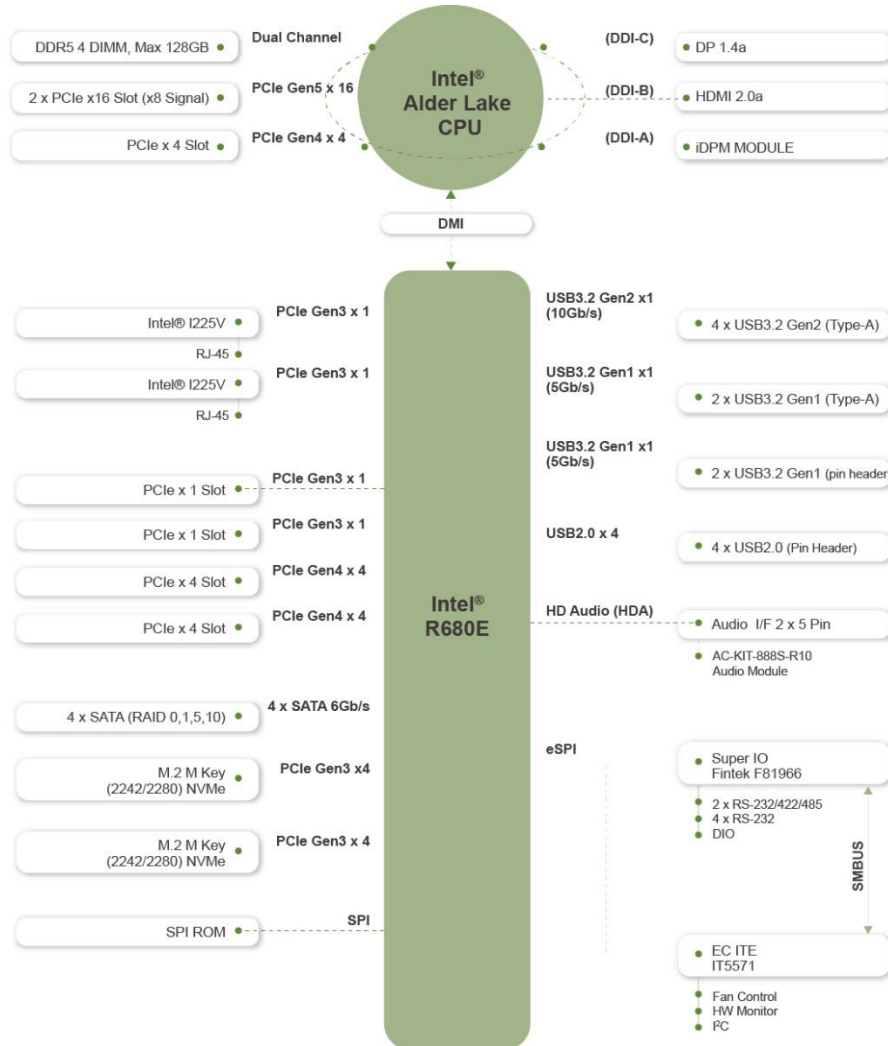 DDR5 4 DIMM, Max 128GB
Dual Channel
2 x PCIe x16 Slot (x8 Signal)
PCIe Gen5 x 16
PCIe x 4 Slot
PCIe Gen4 x 4
Intel®
Alder Lake
CPU
(DDI-C)
DP 1.4a
(DDI-B)
HDMI 2.0a
(DDI-A)
iDPM MODULE
DMI
Intel® I225V
PCIe Gen3 x 1
RJ-45
Intel® I225V
PCIe Gen3 x 1
RJ-45
PCIe x 1 Slot
PCIe Gen3 x 1
PCIe x 1 Slot
PCIe Gen3 x 1
PCIe x 4 Slot
PCIe Gen4 x 4
PCIe x 4 Slot
PCIe Gen4 x 4
4 x SATA (RAID 0,1,5,10)
4 x SATA 6Gb/s
M.2 M Key
(2242/2280) NVMe
PCIe Gen3 x4
M.2 M Key
(2242/2280) NVMe
PCIe Gen3 x 4
SPI ROM
SPI
Intel®
R680E
USB3.2 Gen2 x1
(10Gb/s)
4 x USB3.2 Gen2 (Type-A)
USB3.2 Gen1 x1
(5Gb/s)
2 x USB3.2 Gen1 (Type-A)
USB3.2 Gen1 x1
(5Gb/s)
2 x USB3.2 Gen1 (pin header
USB2.0 x 4
4 x USB2.0 (Pin Header)
HD Audio (HDA)
Audio I/F 2 x 5 Pin
AC-KIT-888S-R10
Audio Module
eSPI
Super IO
Fintek F81966
2 x RS-232/422/485
4 x RS-232
DIO
SMBUS
EC ITE
IT5571
Fan Control
HW Monitor
I²C